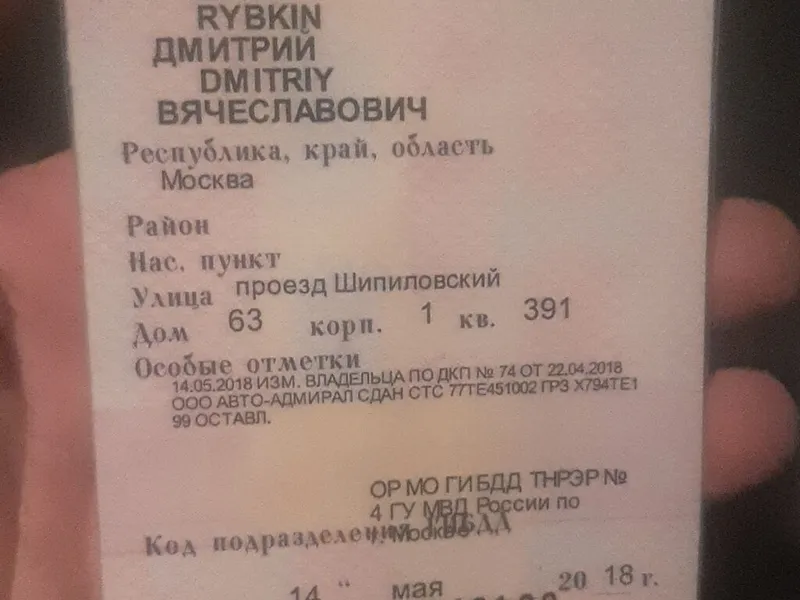 RYBKIN
ДМИТРИЙ
DMITRIY
ВЯЧЕСЛАВОВИЧ
Республика, край, область
Москва
Район
Нас. пункт
Улица проезд Шипиловский
Дом 63 корп. 1 кв. 391
Особые отметки
14.05.2018 ИЗМ. ВЛАДЕЛЬЦА ПО ДКП № 74 ОТ 22.04.2018
ООО АВТО-АДМИРАЛ СДАН СТС 77ТЕ451002 ГРЗ Х794ТЕ1
99 ОСТАВЛ.
ОР МО ГИБДД ТНРЭР №
4 ГУ МВД России по
Код подразделения ГИБДД
г. Москве
14 " мая 20 18 г.